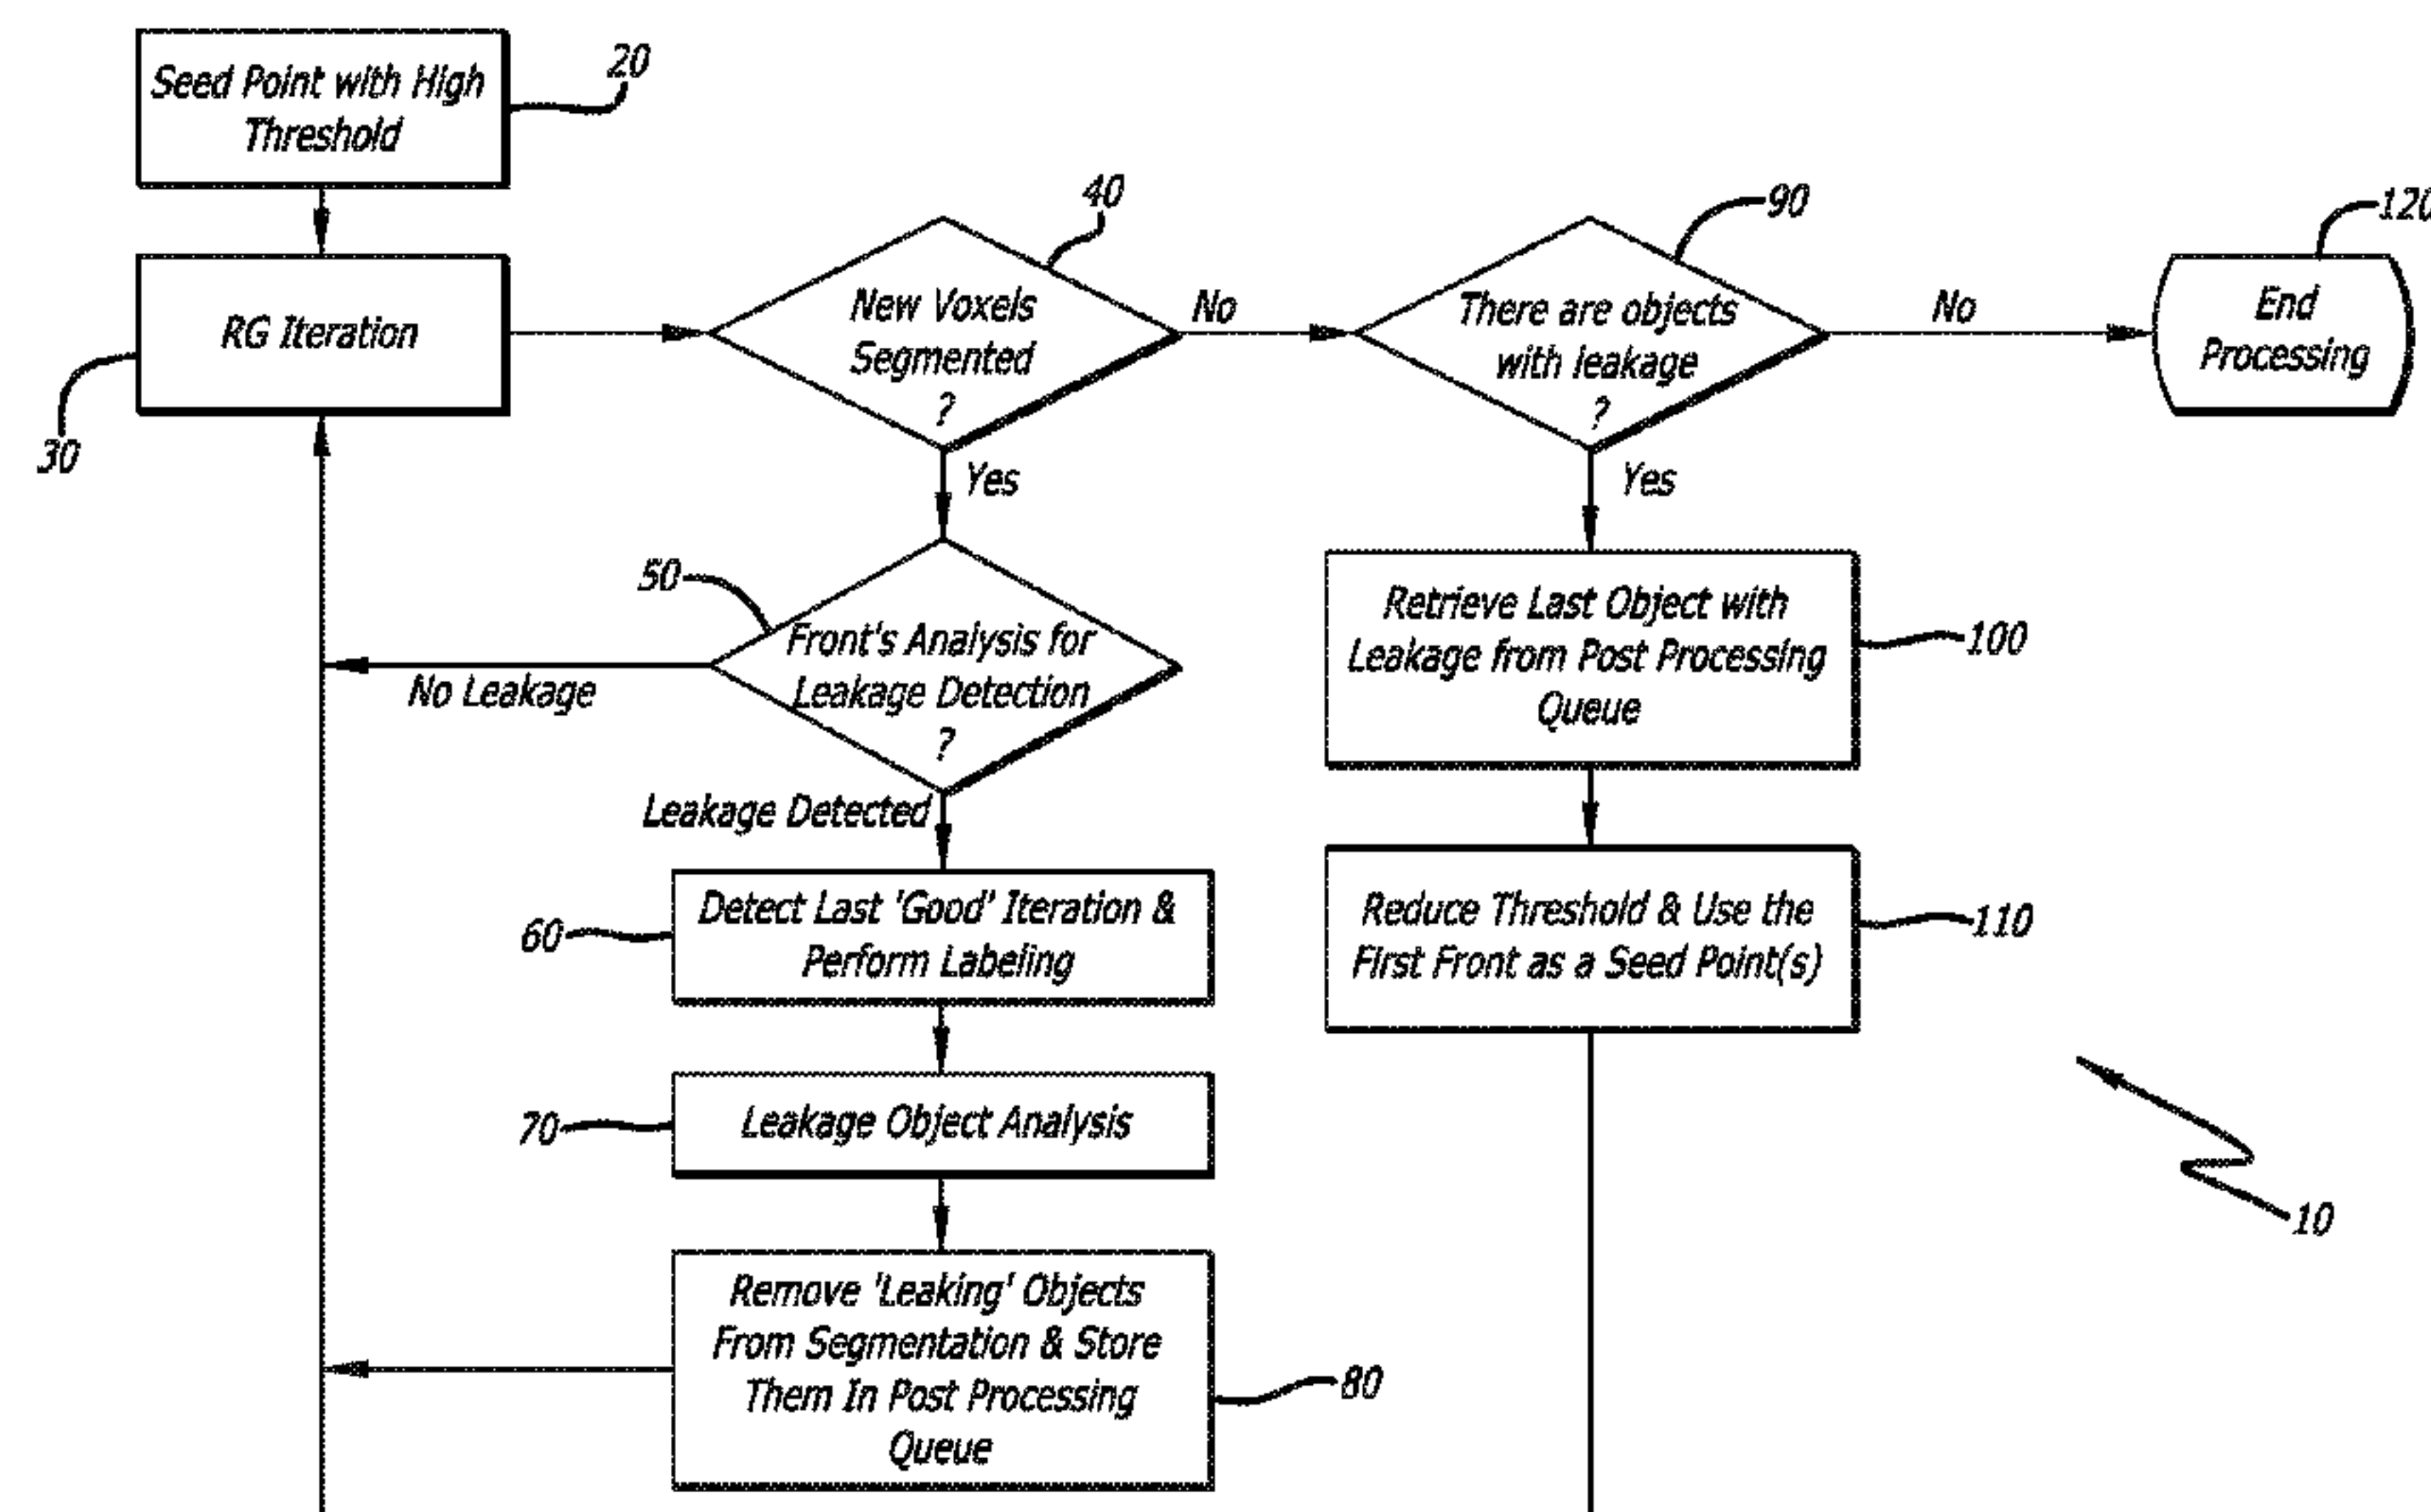 Seed Point with High
Threshold
20
RG Iteration
30
New Voxels
Segmented
?
40
No
Yes
There are objects
with leakage
?
90
No
Yes
End
Processing
120
Front's Analysis for
Leakage Detection
?
50
No Leakage
Leakage Detected
Detect Last 'Good' Iteration &
Perform Labeling
60
Leakage Object Analysis
70
Remove 'Leaking' Objects
From Segmentation & Store
Them In Post Processing
Queue
80
Retrieve Last Object with
Leakage from Post Processing
Queue
100
Reduce Threshold & Use the
First Front as a Seed Point(s)
110
10